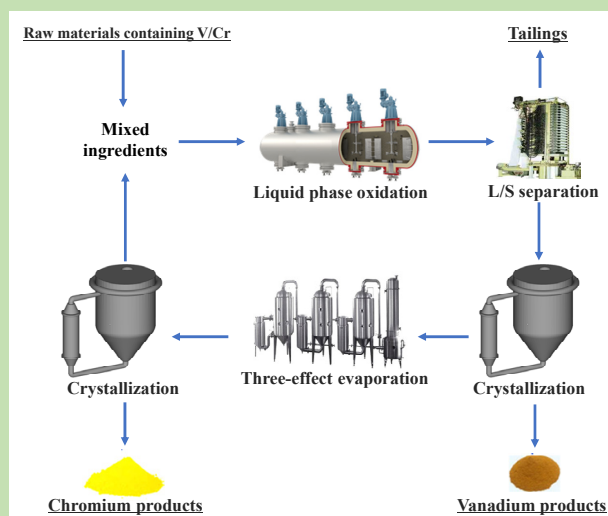 Raw materials containing V/Cr
Tailings
Mixed
ingredients
Liquid phase oxidation
L/S separation
Crystallization
Three-effect evaporation
Crystallization
Chromium products
Vanadium products